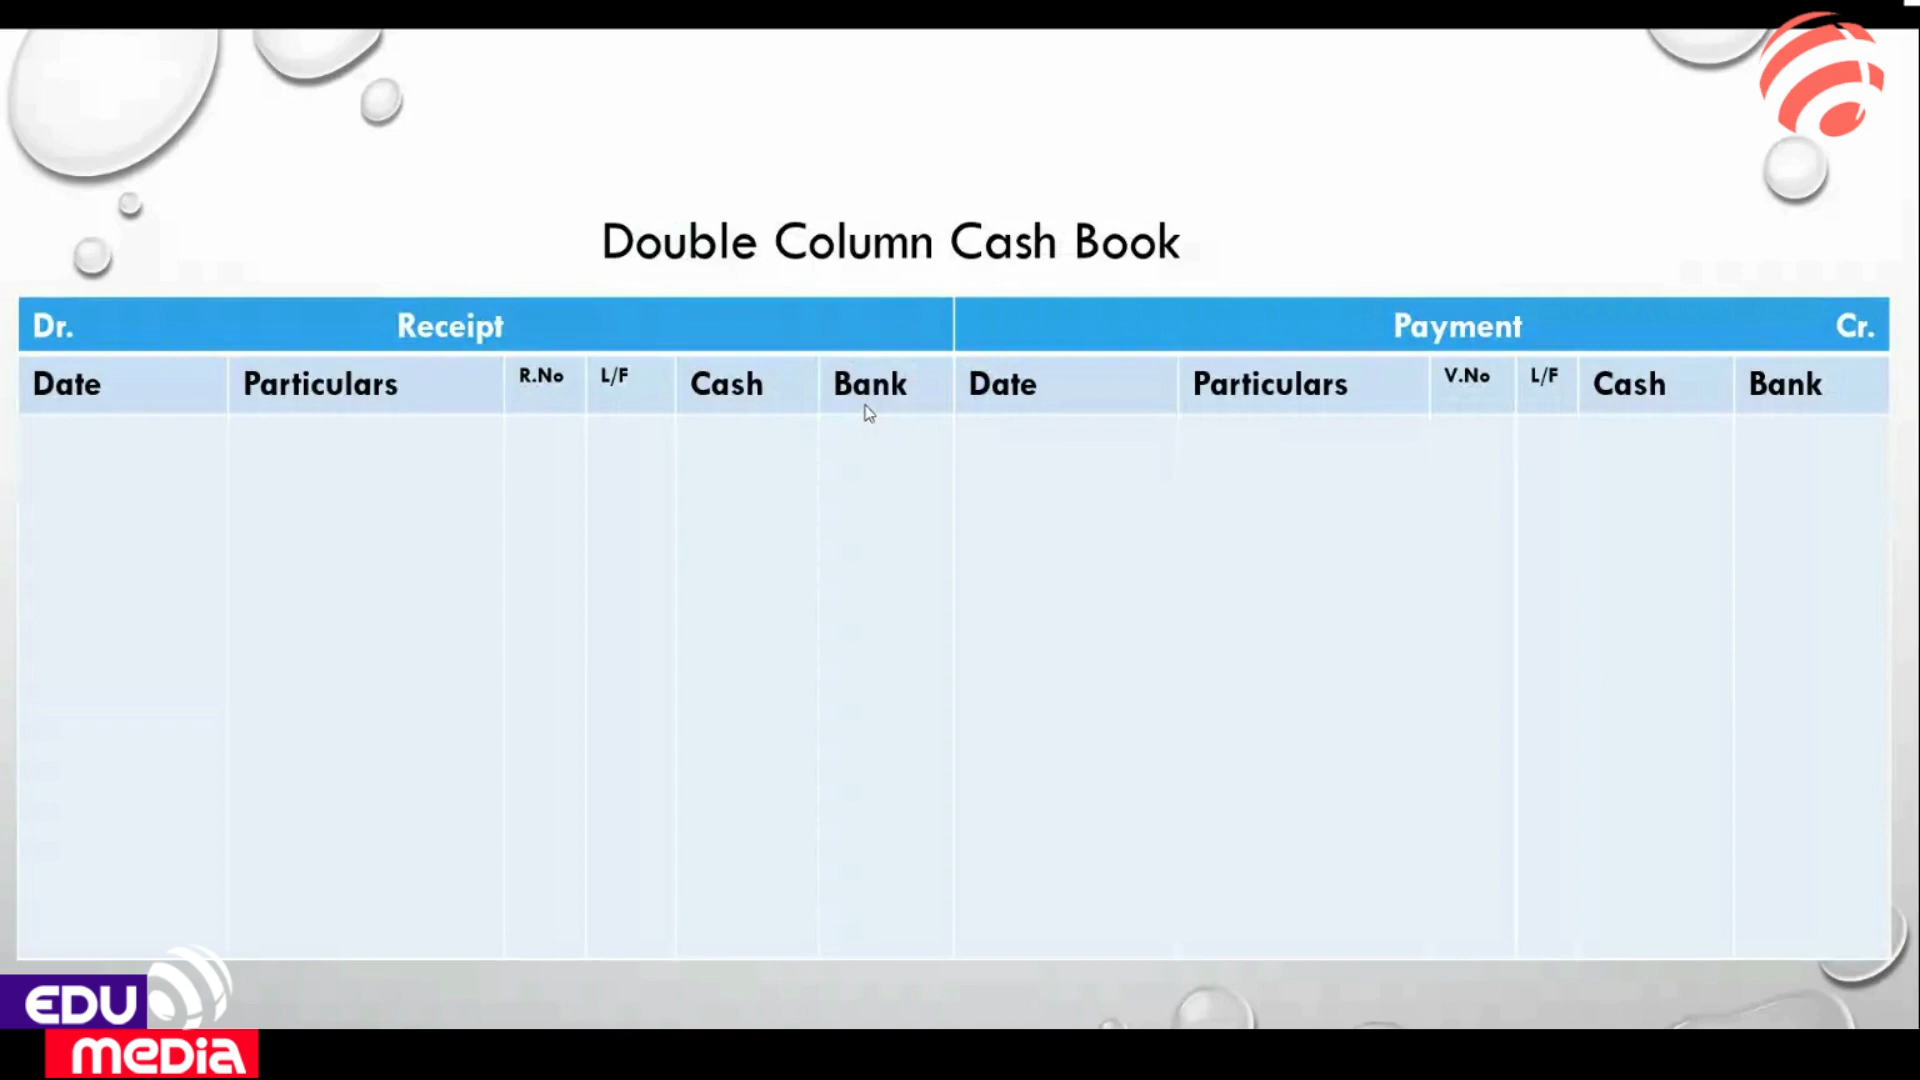 Double Column Cash Book
Dr. Receipt Payment Cr.
Date Particulars R.No L/F Cash Bank Date Particulars V.No L/F Cash Bank
EDU
meDia